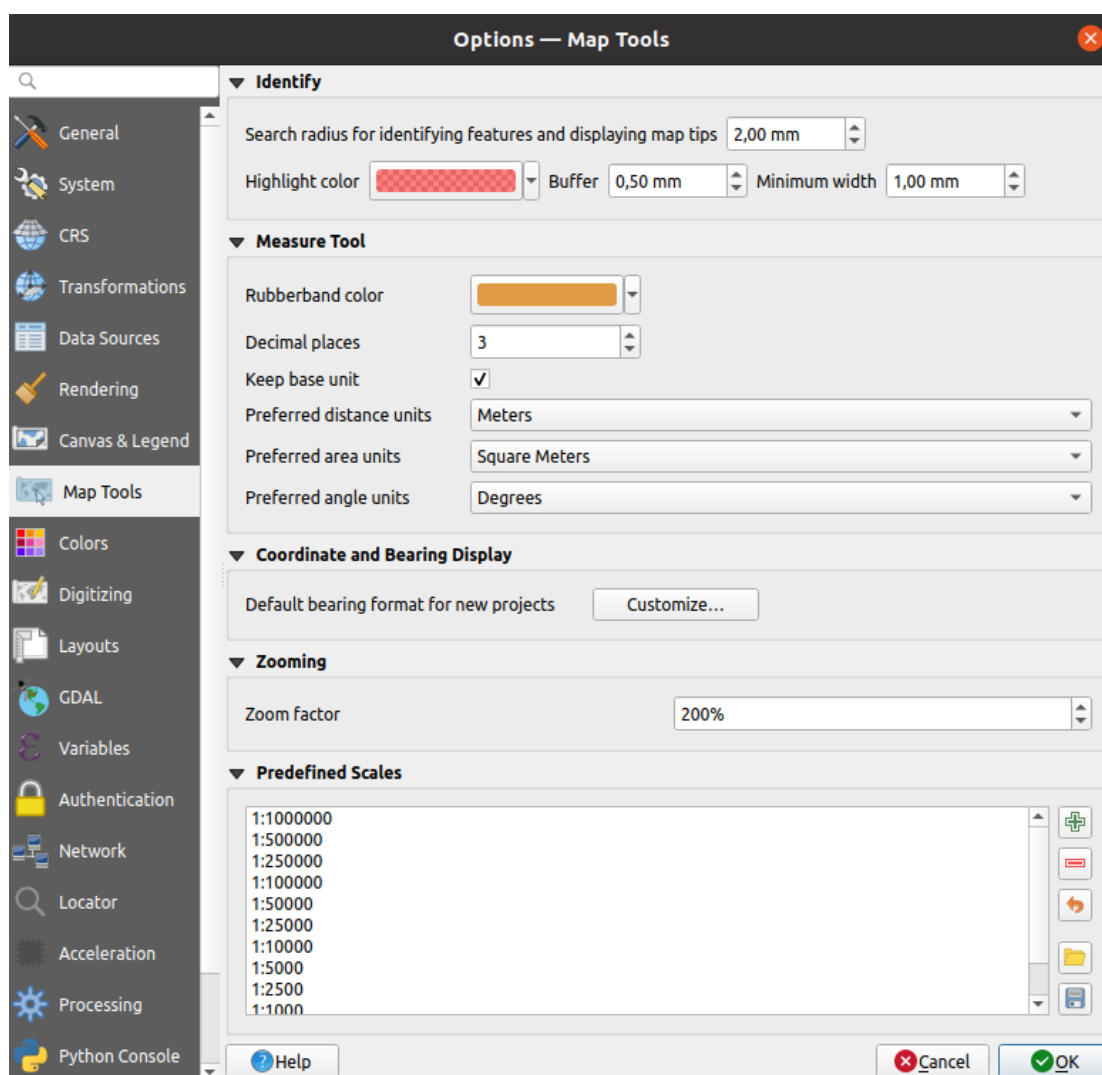 Options — Map Tools
General
System
CRS
Transformations
Data Sources
Rendering
Canvas & Legend
Map Tools
Colors
Digitizing
Layouts
GDAL
Variables
Authentication
Network
Locator
Acceleration
Processing
Python Console
Identify
Search radius for identifying features and displaying map tips 2,00 mm
Highlight color Buffer 0,50 mm Minimum width 1,00 mm
Measure Tool
Rubberband color
Decimal places 3
Keep base unit
Preferred distance units Meters
Preferred area units Square Meters
Preferred angle units Degrees
Coordinate and Bearing Display
Default bearing format for new projects Customize...
Zooming
Zoom factor 200%
Predefined Scales
1:1000000
1:500000
1:250000
1:100000
1:50000
1:25000
1:10000
1:5000
1:2500
1:1000
Help Cancel OK